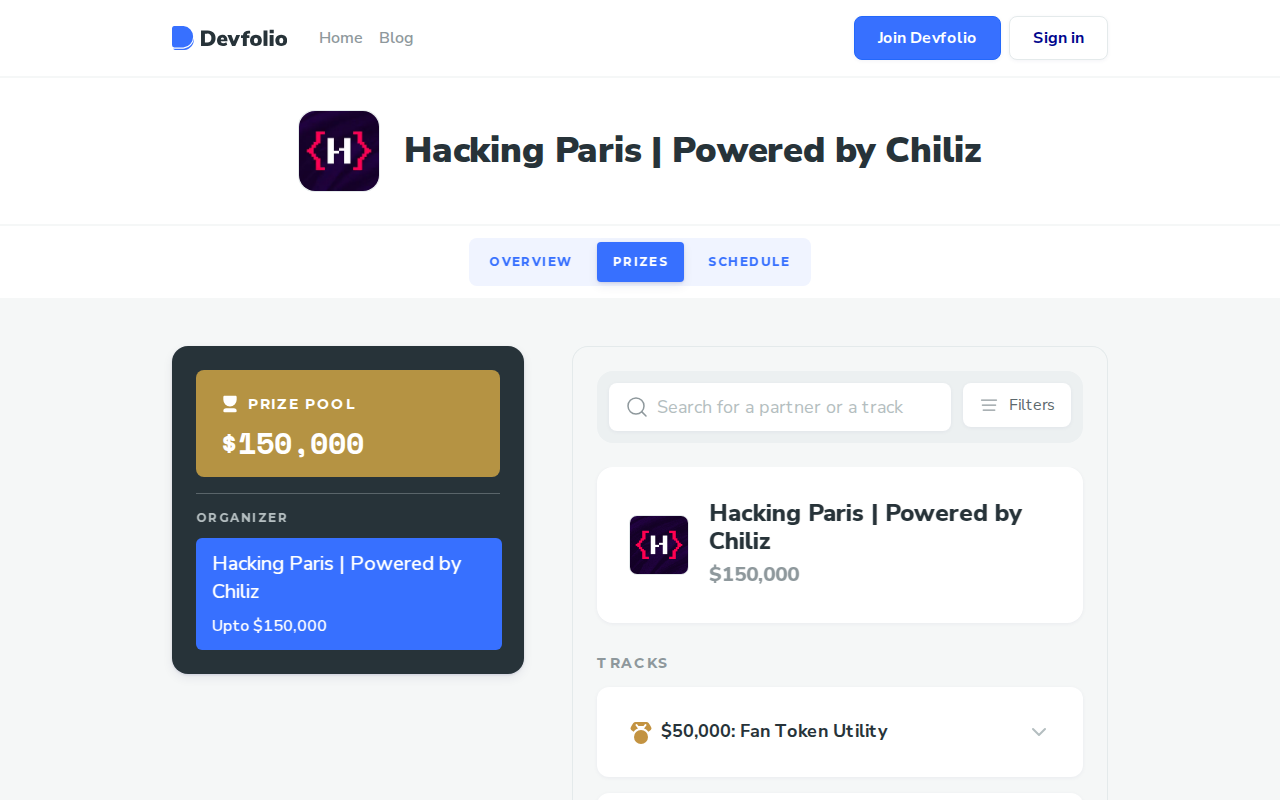 Devfolio
Home
Blog
Join Devfolio
Sign in
{H}
Hacking Paris | Powered by Chiliz
OVERVIEW
PRIZES
SCHEDULE
PRIZE POOL
$150,000
ORGANIZER
Hacking Paris | Powered by
Chiliz
Upto $150,000
Search for a partner or a track
Filters
{H}
Hacking Paris | Powered by
Chiliz
$150,000
TRACKS
$50,000: Fan Token Utility